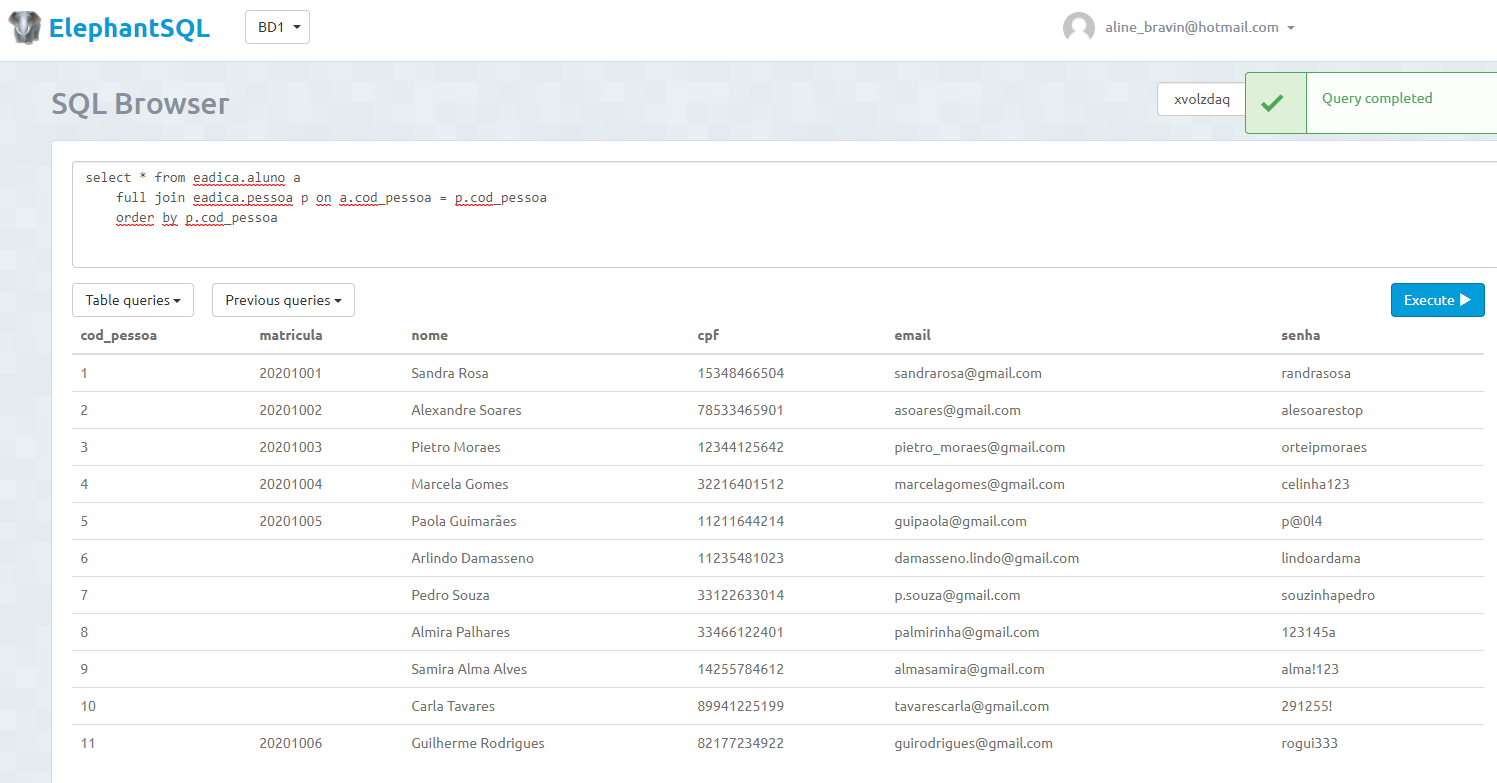 ElephantSQL BD1 aline_bravin@hotmail.com
SQL Browser xvolzdaq Query completed
select * from eadica.aluno a
full join eadica.pessoa p on a.cod_pessoa = p.cod_pessoa
order by p.cod_pessoa
Table queries Previous queries Execute
cod_pessoa matricula nome cpf email senha
1 20201001 Sandra Rosa 15348466504 sandrarosa@gmail.com randrasosa
2 20201002 Alexandre Soares 78533465901 asoares@gmail.com alesoarestop
3 20201003 Pietro Moraes 12344125642 pietro_moraes@gmail.com orteipmoraes
4 20201004 Marcela Gomes 32216401512 marcelagomes@gmail.com celinha123
5 20201005 Paola Guimarães 11211644214 guipaola@gmail.com p@0l4
6 Arlindo Damasseno 11235481023 damasseno.lindo@gmail.com lindoardama
7 Pedro Souza 33122633014 p.souza@gmail.com souzinhapedro
8 Almira Palhares 33466122401 palmirinha@gmail.com 123145a
9 Samira Alma Alves 14255784612 almasamira@gmail.com alma!123
10 Carla Tavares 89941225199 tavarescarla@gmail.com 291255!
11 20201006 Guilherme Rodrigues 82177234922 guirodrigues@gmail.com rogui333